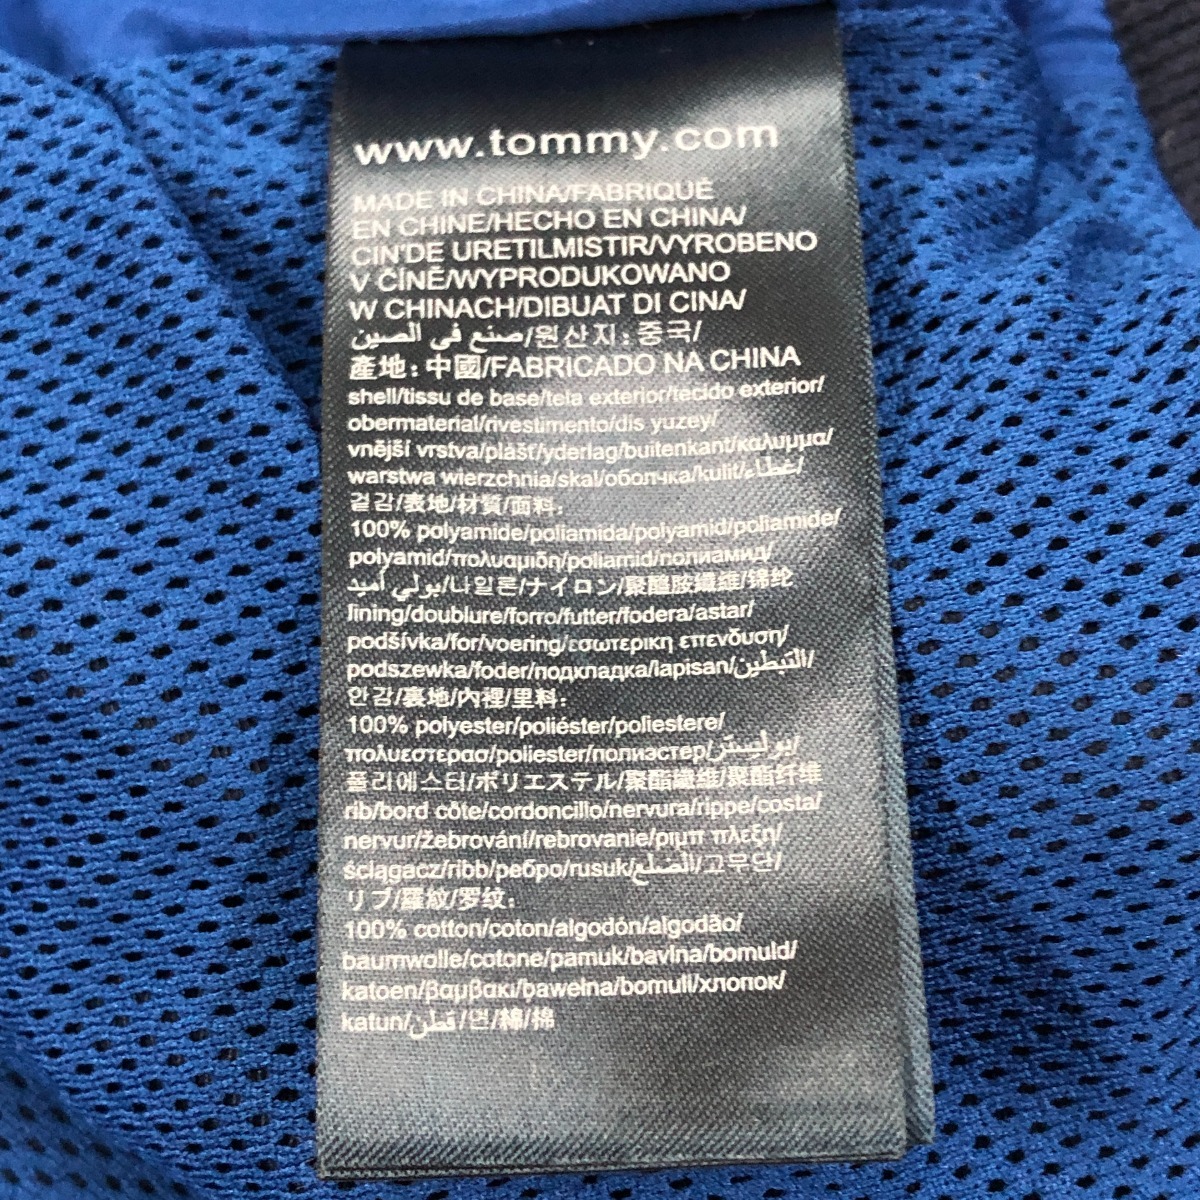 www.tommy.com
MADE IN CHINA/FABRIQUÉ
EN CHINE/HECHO EN CHINA/
CIN'DE URETILMISTIR/VYROBENO
V ČÍNĚ/WYPRODUKOWANO
W CHINACH/DIBUAT DI CINA/
صنع في الصين/원산지: 중국/
產地: 中國/FABRICADO NA CHINA
shell/tissu de base/tela exterior/tecido exterior/
obermaterial/rivestimento/dis yuzey/
vnější vrstva/plášť/yderlag/buitenkant/καλυμμα/
warstwa wierzchnia/skal/оболчка/kulit/غطاء/
겉감/表地/材質/面料:
100% polyamide/poliamida/polyamid/poliamide/
polyamid/πολυαμιδη/poliamid/полиамид/
بولي أميد/나일론/ナイロン/聚醯胺纖維/锦纶
lining/doublure/forro/futter/fodera/astar/
podšívka/for/voering/εσωτερικη επενδυση/
podszewka/foder/подкладка/lapisan/التبطين/
안감/裏地/內裡/里料:
100% polyester/poliéster/poliestere/
πολυεστερασ/poliester/полиэстер/بوليستر/
폴리에스터/ポリエステル/聚酯纖維/聚酯纤维
rib/bord côte/cordoncillo/nervura/rippe/costa/
nervur/žebrování/rebrovanie/ριμπ πλεξη/
ściągacz/ribb/ребро/rusuk/الضلع/고무단/
リブ/羅紋/罗纹:
100% cotton/coton/algodón/algodão/
baumwolle/cotone/pamuk/bavlna/bomuld/
katoen/βαμβακι/bawełna/bomull/хлопок/
katun/قطن/면/綿/棉